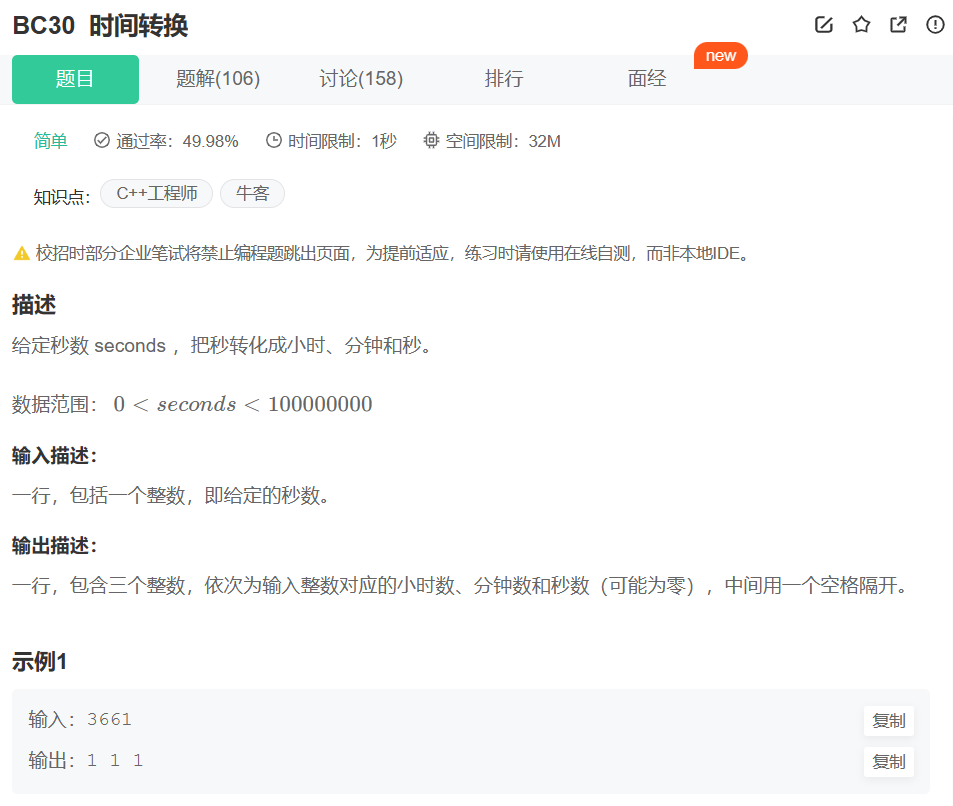 BC30 时间转换
题目 题解(106) 讨论(158) 排行 面经 new
简单 通过率：49.98% 时间限制：1秒 空间限制：32M
知识点： C++工程师 牛客
校招时部分企业笔试将禁止编程题跳出页面，为提前适应，练习时请使用在线自测，而非本地IDE。
描述
给定秒数 seconds ，把秒转化成小时、分钟和秒。
数据范围： 0 < seconds < 100000000
输入描述：
一行，包括一个整数，即给定的秒数。
输出描述：
一行，包含三个整数，依次为输入整数对应的小时数、分钟数和秒数（可能为零），中间用一个空格隔开。
示例1
输入：3661 复制
输出：1 1 1 复制